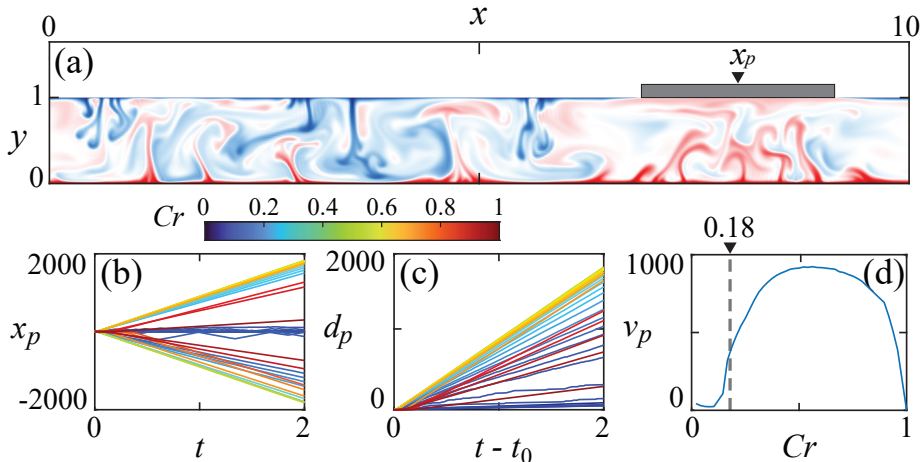 0 x 10
(a) x_p
1
y
0
Cr 0 0.2 0.4 0.6 0.8 1
0.18
2000 (b) 2000 (c) 1000 (d)
x_p d_p v_p
-2000 0 0
0 t 2 0 t - t_0 2 0 Cr 1